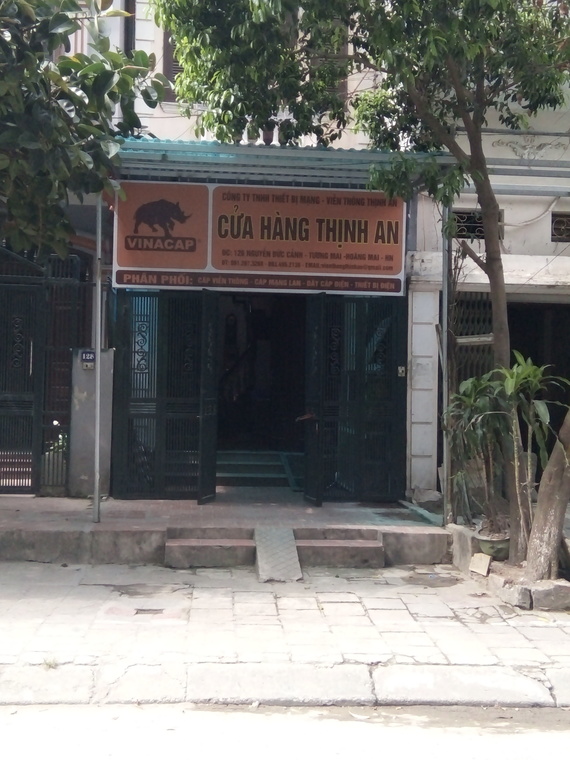 CÔNG TY TNHH THIẾT BỊ MẠNG - VIỄN THÔNG THỊNH AN
CỬA HÀNG THỊNH AN
VINACAP
ĐC: 128 NGUYỄN ĐỨC CẢNH - TƯƠNG MAI - HOÀNG MAI - HN
PHÂN PHỐI: CÁP VIỄN THÔNG - CÁP MẠNG LAN - DÂY CÁP ĐIỆN - THIẾT BỊ ĐIỆN
128